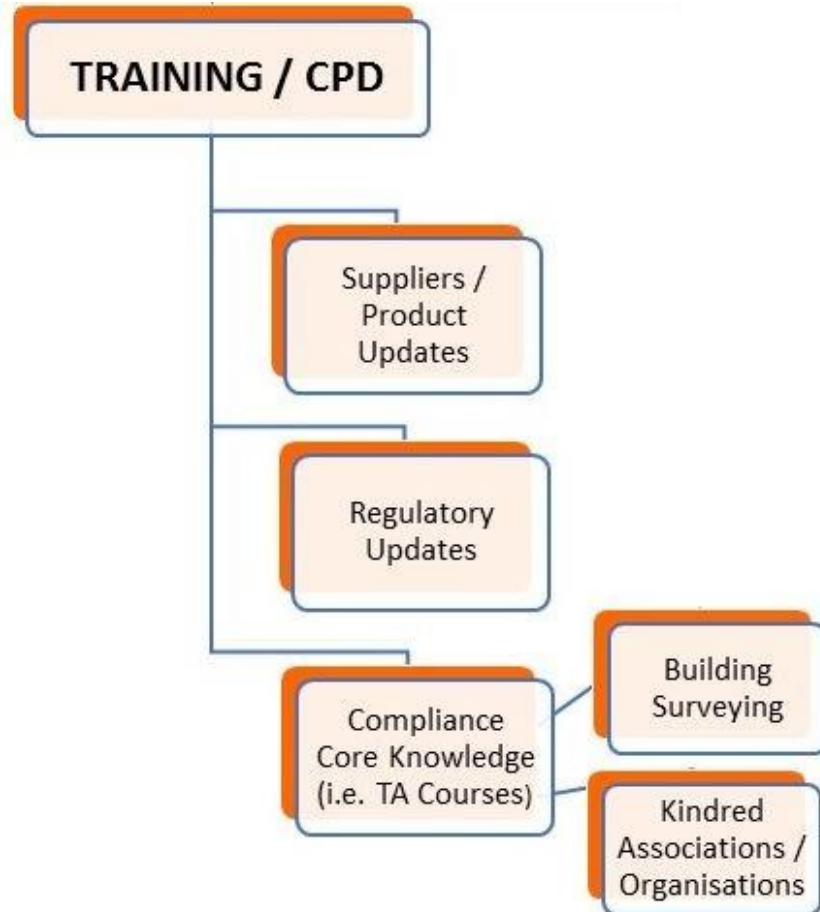 TRAINING / CPD
Suppliers /
Product
Updates
Regulatory
Updates
Compliance
Core Knowledge
(i.e. TA Courses)
Building
Surveying
Kindred
Associations /
Organisations